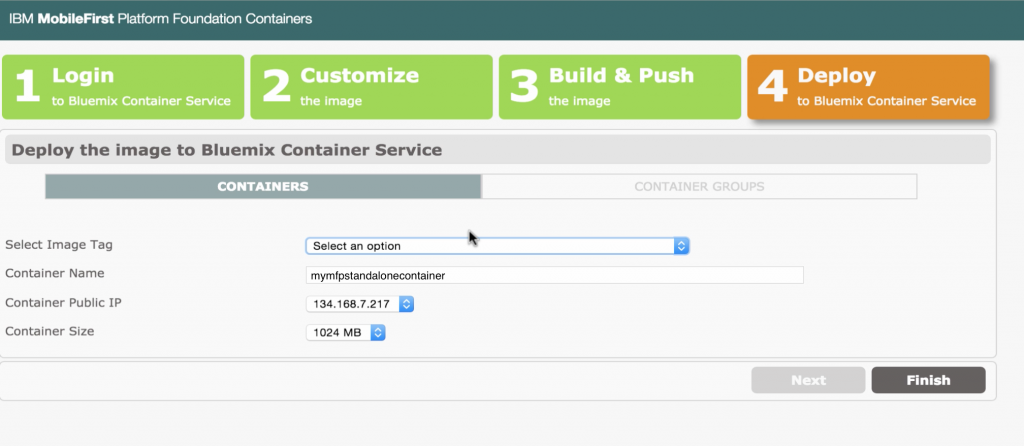 IBM MobileFirst Platform Foundation Containers
1 Login
to Bluemix Container Service
2 Customize
the image
3 Build & Push
the image
4 Deploy
to Bluemix Container Service
Deploy the image to Bluemix Container Service
CONTAINERS
CONTAINER GROUPS
Select Image Tag
Select an option
Container Name
mymfpstandalonecontainer
Container Public IP
134.168.7.217
Container Size
1024 MB
Next
Finish